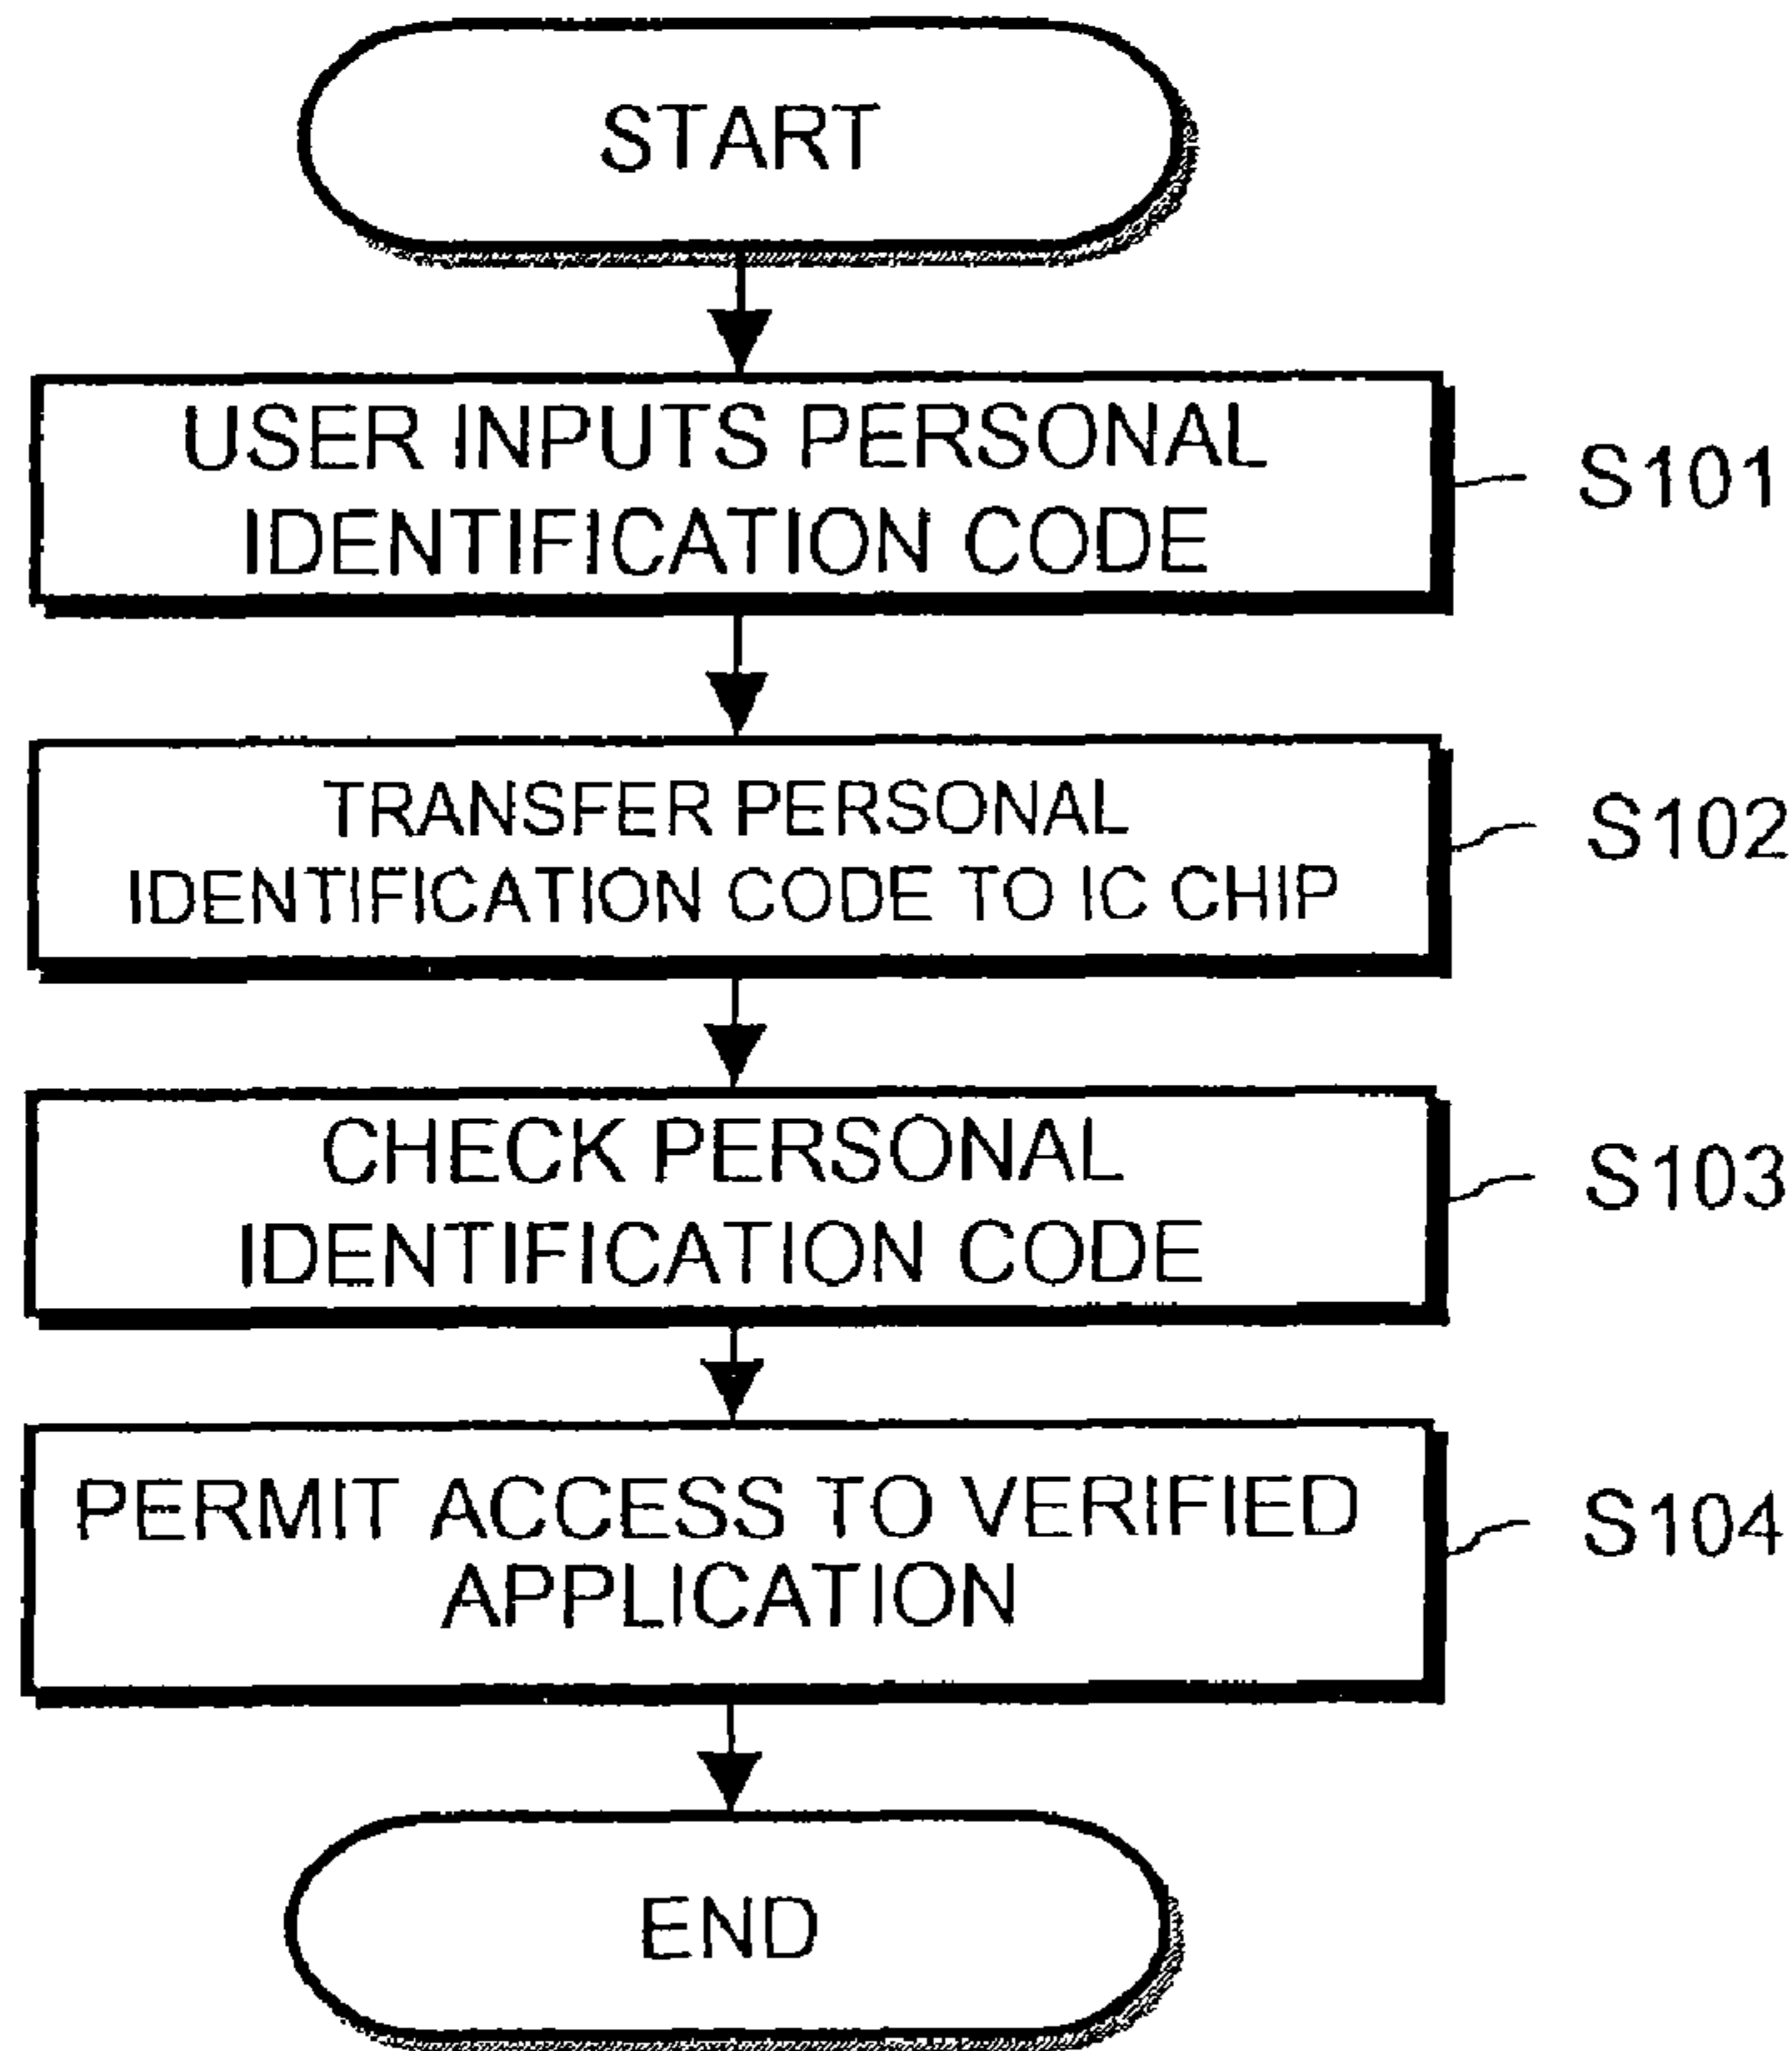 START
USER INPUTS PERSONAL
IDENTIFICATION CODE
S101
TRANSFER PERSONAL
IDENTIFICATION CODE TO IC CHIP
S102
CHECK PERSONAL
IDENTIFICATION CODE
S103
PERMIT ACCESS TO VERIFIED
APPLICATION
S104
END